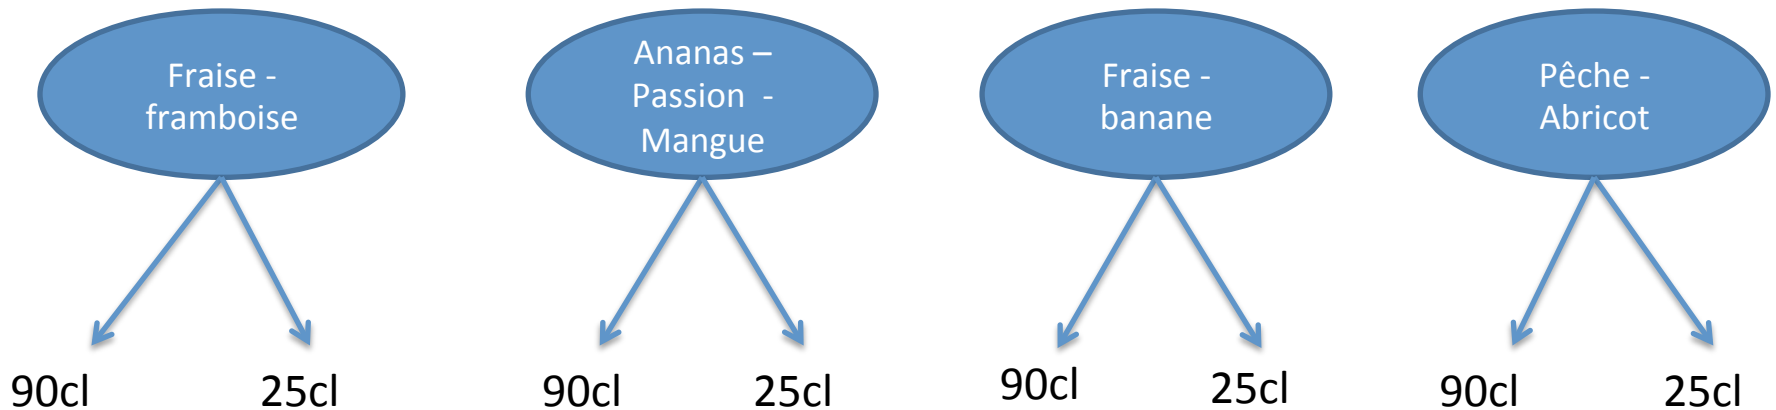 Fraise -
framboise
Ananas –
Passion -
Mangue
Fraise -
banane
Pêche -
Abricot
90cl
25cl
90cl
25cl
90cl
25cl
90cl
25cl